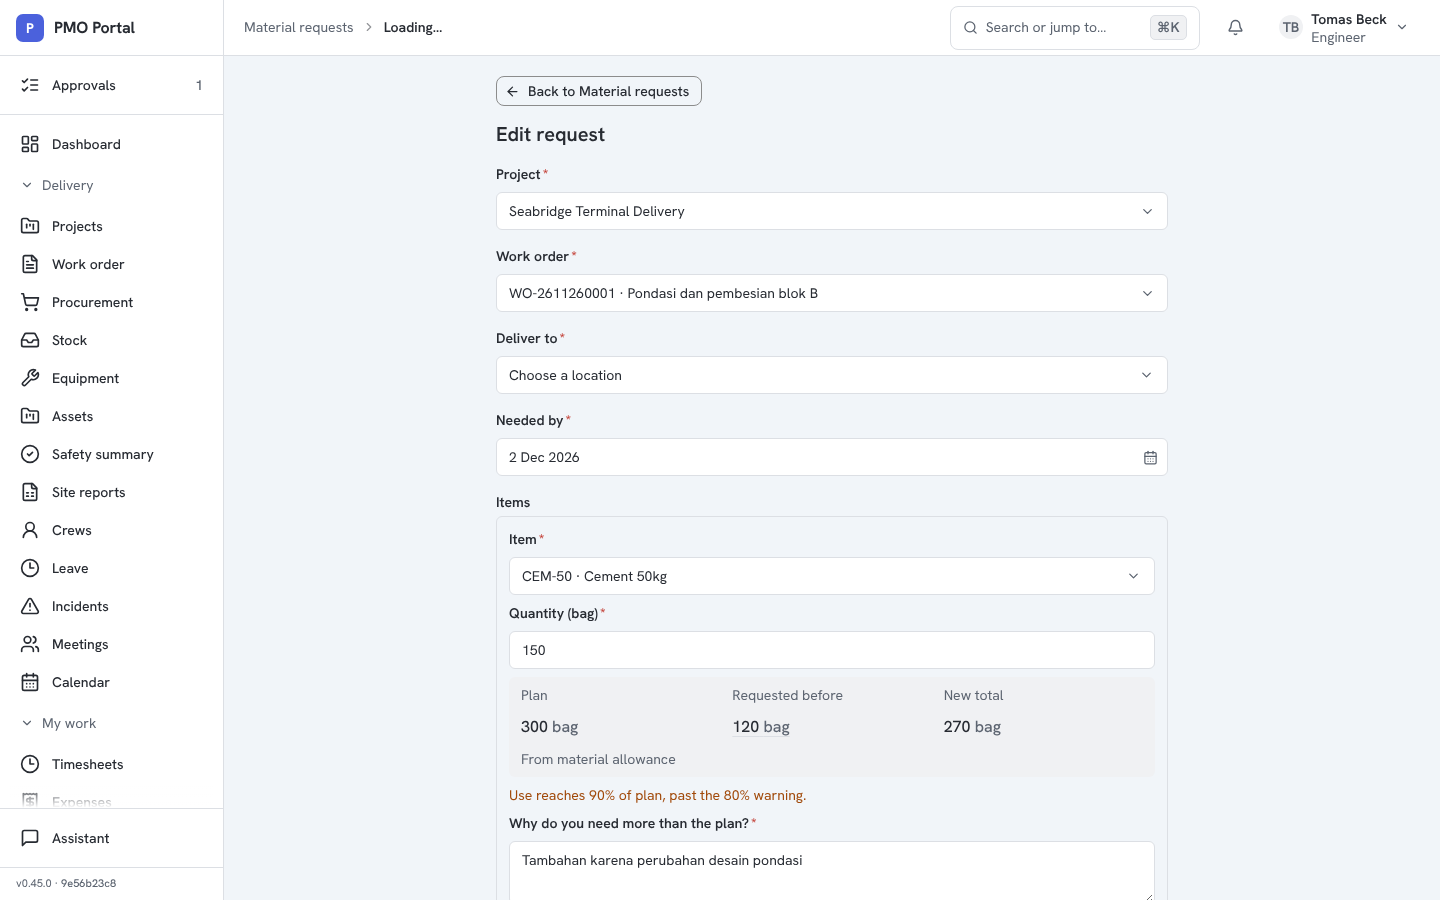 P PMO Portal
Material requests > Loading...
Search or jump to... ⌘K
TB Tomas Beck
Engineer
Approvals 1
Dashboard
Delivery
Projects
Work order
Procurement
Stock
Equipment
Assets
Safety summary
Site reports
Crews
Leave
Incidents
Meetings
Calendar
My work
Timesheets
Expenses
Assistant
v0.45.0 · 9e56b23c8
Back to Material requests
Edit request
Project *
Seabridge Terminal Delivery
Work order *
WO-2611260001 · Pondasi dan pembesian blok B
Deliver to *
Choose a location
Needed by *
2 Dec 2026
Items
Item *
CEM-50 · Cement 50kg
Quantity (bag) *
150
Plan Requested before New total
300 bag 120 bag 270 bag
From material allowance
Use reaches 90% of plan, past the 80% warning.
Why do you need more than the plan? *
Tambahan karena perubahan desain pondasi